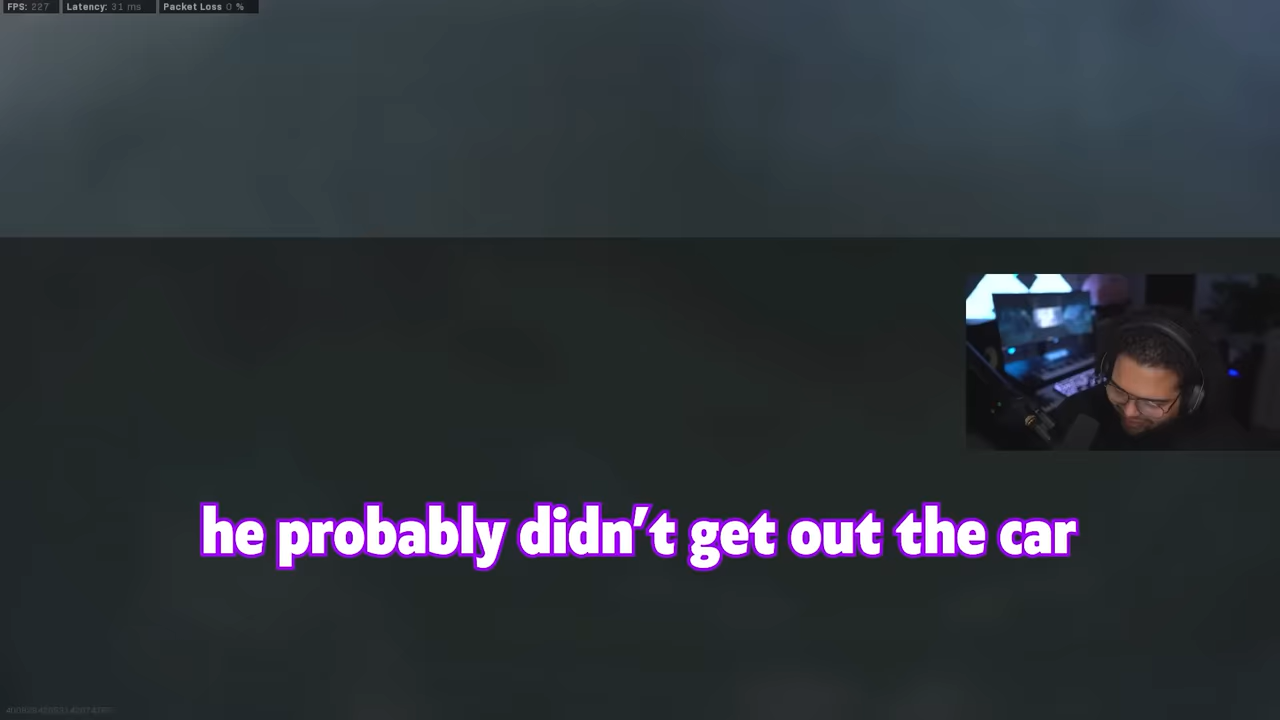 FPS: 227 Latency: 31 ms Packet Loss 0 %
he probably didn't get out the car